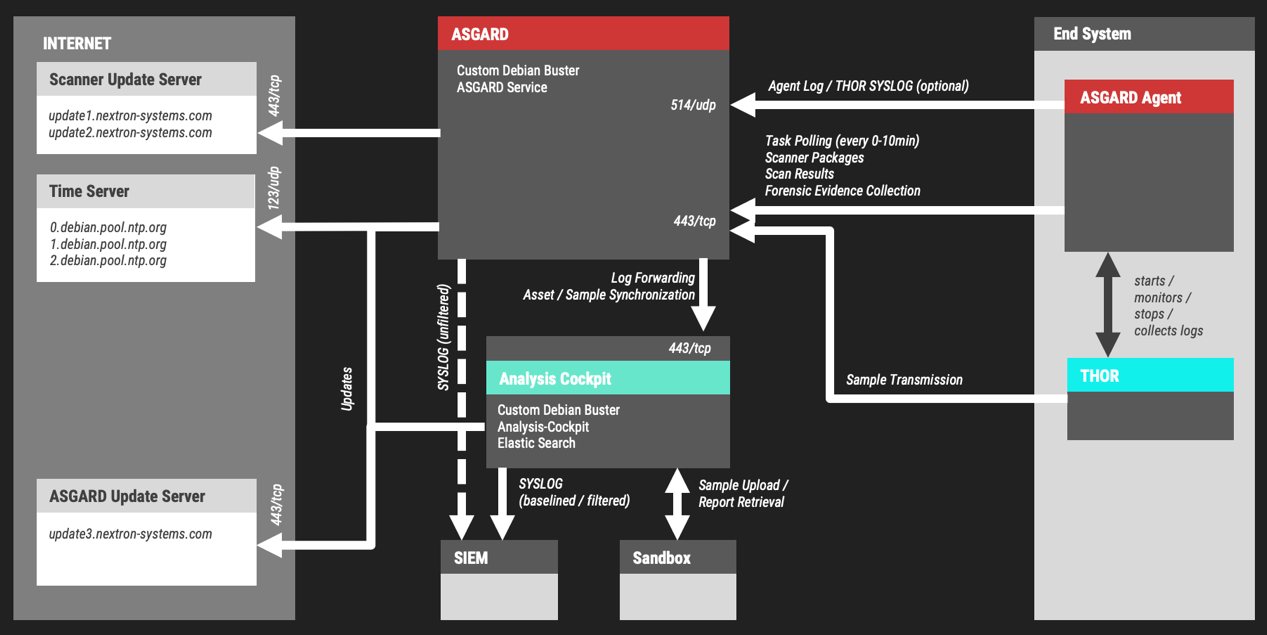 INTERNET
Scanner Update Server
update1.nextron-systems.com
update2.nextron-systems.com
443/tcp
Time Server
0.debian.pool.ntp.org
1.debian.pool.ntp.org
2.debian.pool.ntp.org
123/udp
ASGARD Update Server
update3.nextron-systems.com
443/tcp
Updates
ASGARD
Custom Debian Buster
ASGARD Service
514/udp
443/tcp
SYSLOG (unfiltered)
Log Forwarding
Asset / Sample Synchronization
443/tcp
Analysis Cockpit
Custom Debian Buster
Analysis-Cockpit
Elastic Search
SYSLOG
(baselined / filtered)
Sample Upload /
Report Retrieval
SIEM
Sandbox
Agent Log / THOR SYSLOG (optional)
Task Polling (every 0-10min)
Scanner Packages
Scan Results
Forensic Evidence Collection
Sample Transmission
End System
ASGARD Agent
starts /
monitors /
stops /
collects logs
THOR